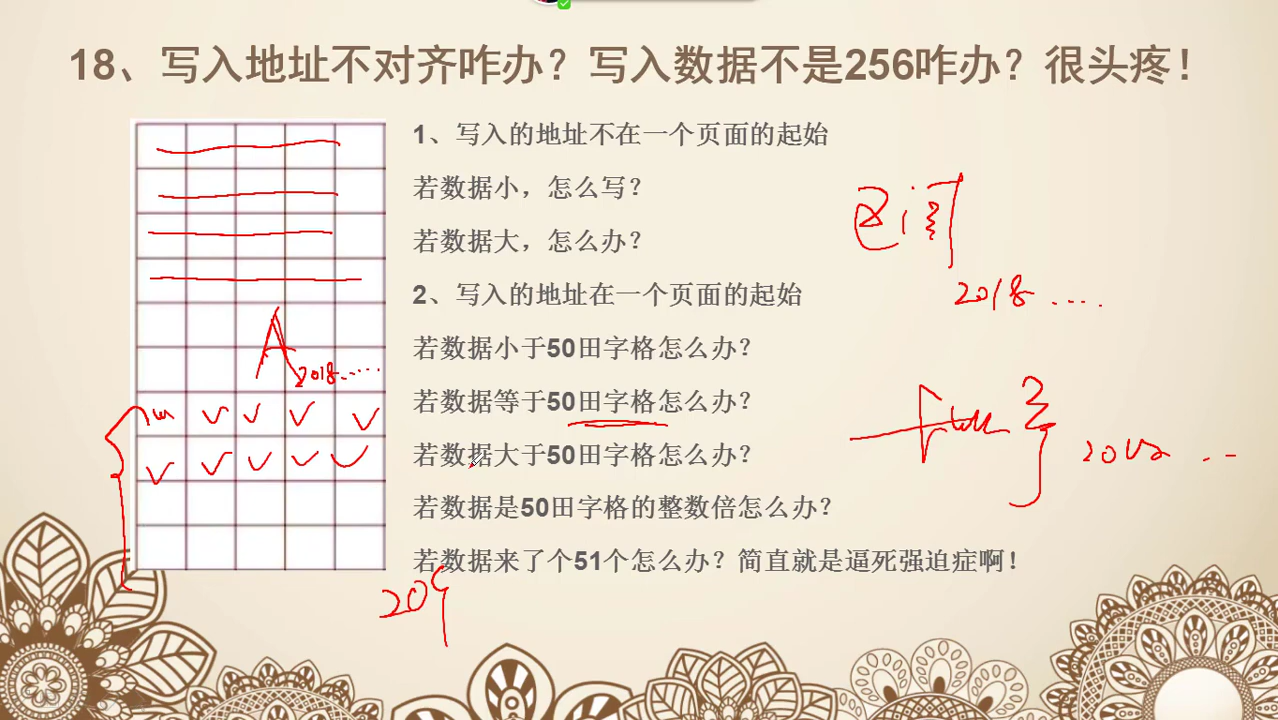 18、写入地址不对齐咋办？写入数据不是256咋办？很头疼！
1、写入的地址不在一个页面的起始
若数据小，怎么写？
若数据大，怎么办？
2、写入的地址在一个页面的起始
若数据小于50田字格怎么办？
若数据等于50田字格怎么办？
若数据大于50田字格怎么办？
若数据是50田字格的整数倍怎么办？
若数据来了个51个怎么办？简直就是逼死强迫症啊！
2018....
A
2018.....